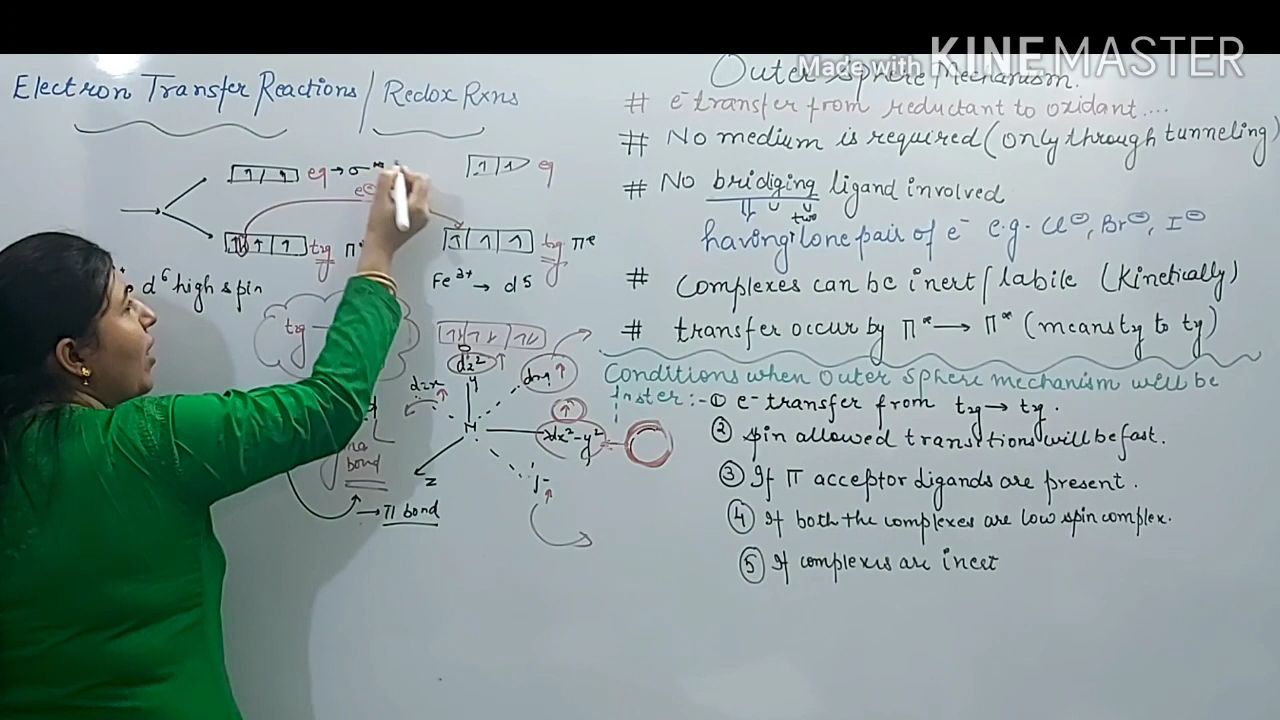 Made with KINEMASTER
Electron Transfer Reactions / Redox Rxns
eg → σ*
eg
e⊖
t2g π*
t2g π*
d6 high spin
Fe3+ → d5
t2g
dz2
dxy
dzx
y
dx2-y2
bond
z
→ π bond
Outer Sphere Mechanism.
# e- transfer from reductant to oxidant....
# No medium is required (only through tunneling)
# No bridiging ligand involved
two
having lone pair of e- e.g. Cl⊖, Br⊖, I⊖
# Complexes can be inert / labile (Kinetically)
# transfer occur by π* → π* (means t2g to t2g)
Conditions when outer sphere mechanism will be
faster :- ① e- transfer from t2g → t2g.
② spin allowed transitions will be fast.
③ If π acceptor ligands are present.
④ If both the complexes are low spin complex.
⑤ If complexes are inert